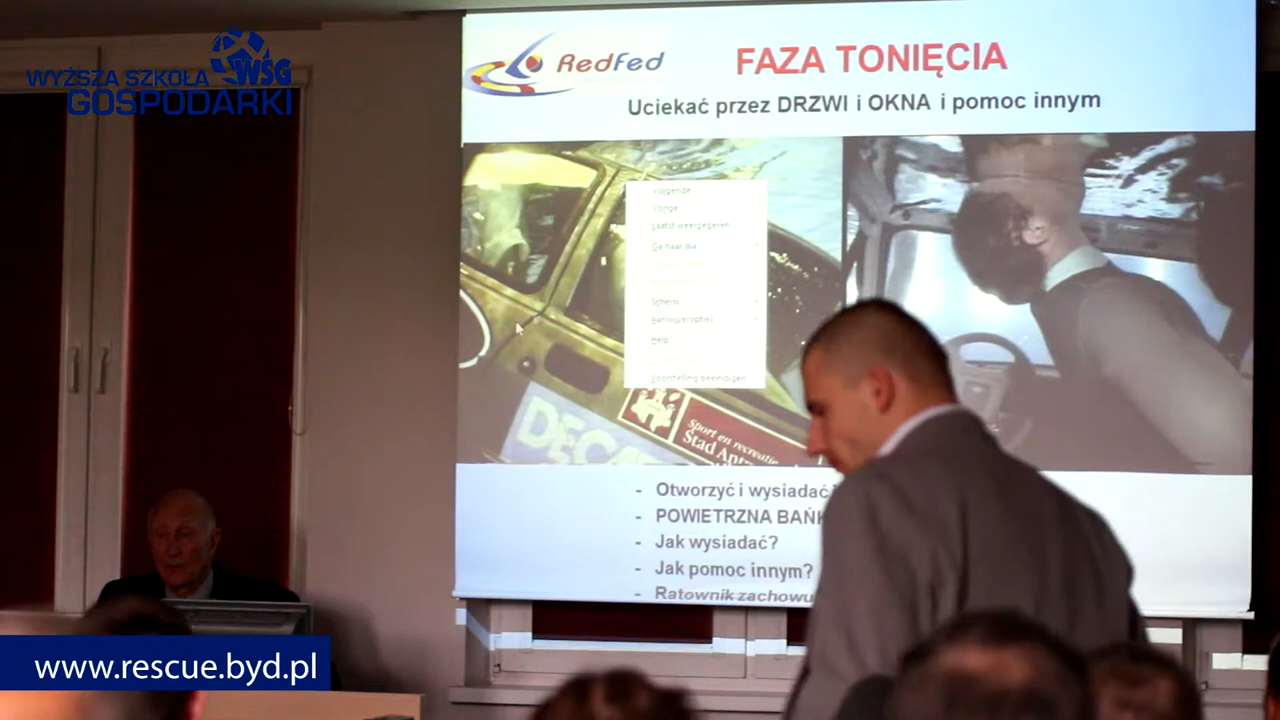 WYŻSZA SZKOŁA
WSG
GOSPODARKI
RedFed
FAZA TONIĘCIA
Uciekać przez DRZWI i OKNA i pomoc innym
Volgende
Vorige
Laatst weergegeven
Ga naar dia
Scherm
Aanwijzeropties
Help
Voorstelling beëindigen
DECAT
Sport en recreatie
Stad Antw
- Otworzyć i wysiadać
- POWIETRZNA BAŃK
- Jak wysiadać?
- Jak pomoc innym?
- Ratownik zachowu
www.rescue.byd.pl